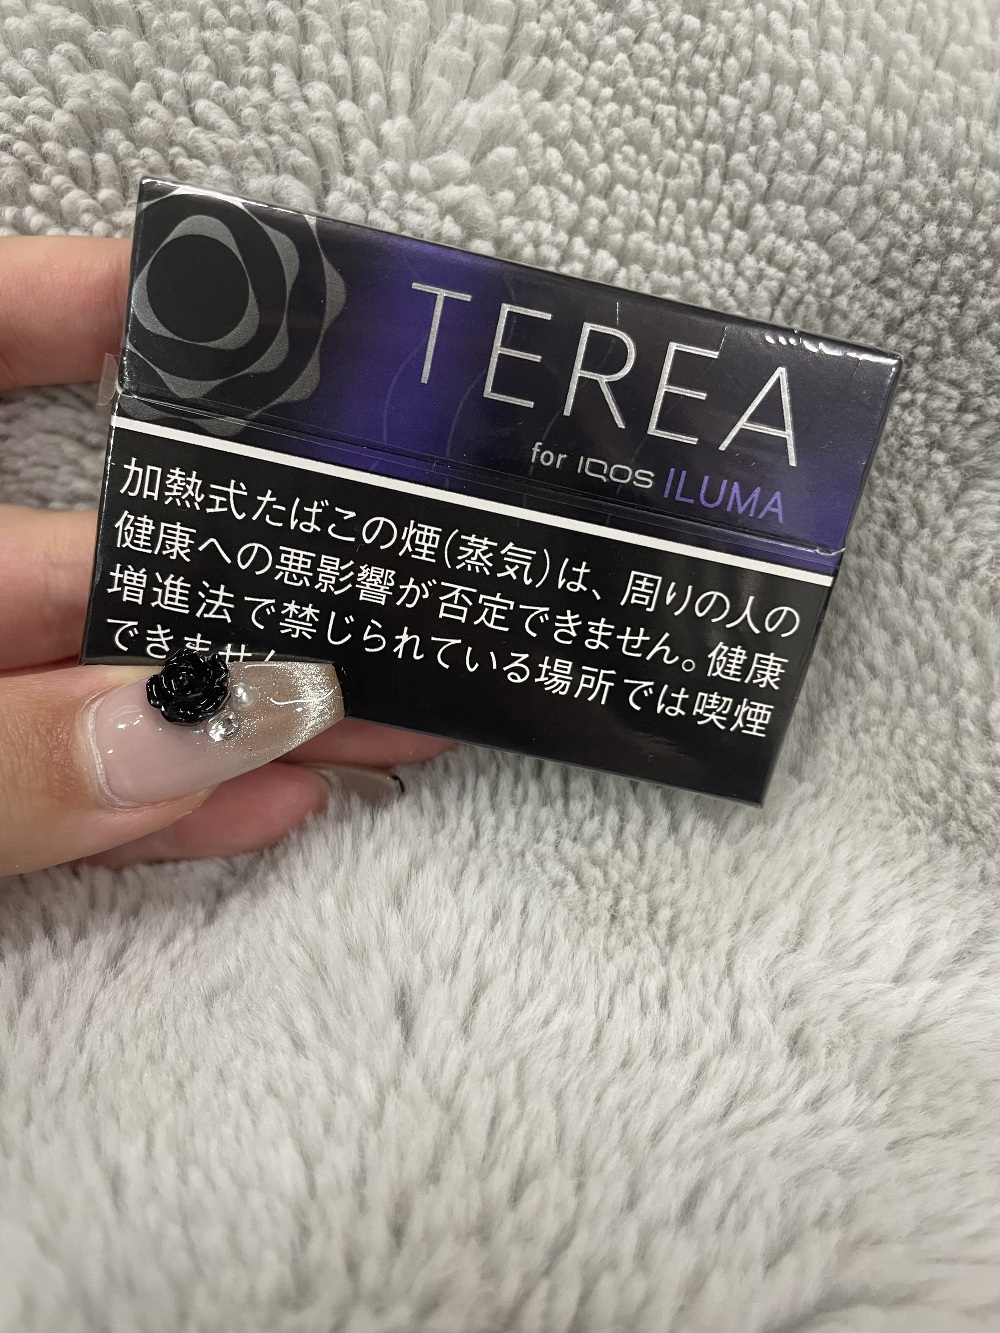 TEREA
for IQOS ILUMA
加熱式たばこの煙(蒸気)は、周りの人の
健康への悪影響が否定できません。健康
増進法で禁じられている場所では喫煙
できません